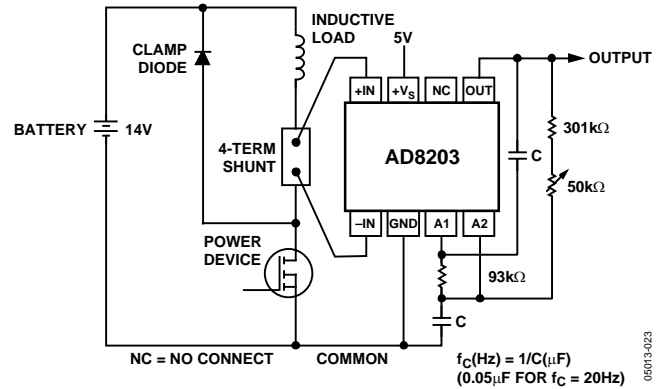 INDUCTIVE
LOAD
CLAMP
DIODE
5V
OUTPUT
+IN
+VS
NC
OUT
BATTERY
14V
4-TERM
SHUNT
AD8203
C
301kΩ
50kΩ
–IN
GND
A1
A2
POWER
DEVICE
93kΩ
C
NC = NO CONNECT
COMMON
fC(Hz) = 1/C(μF)
(0.05μF FOR fC = 20Hz)
05013-023